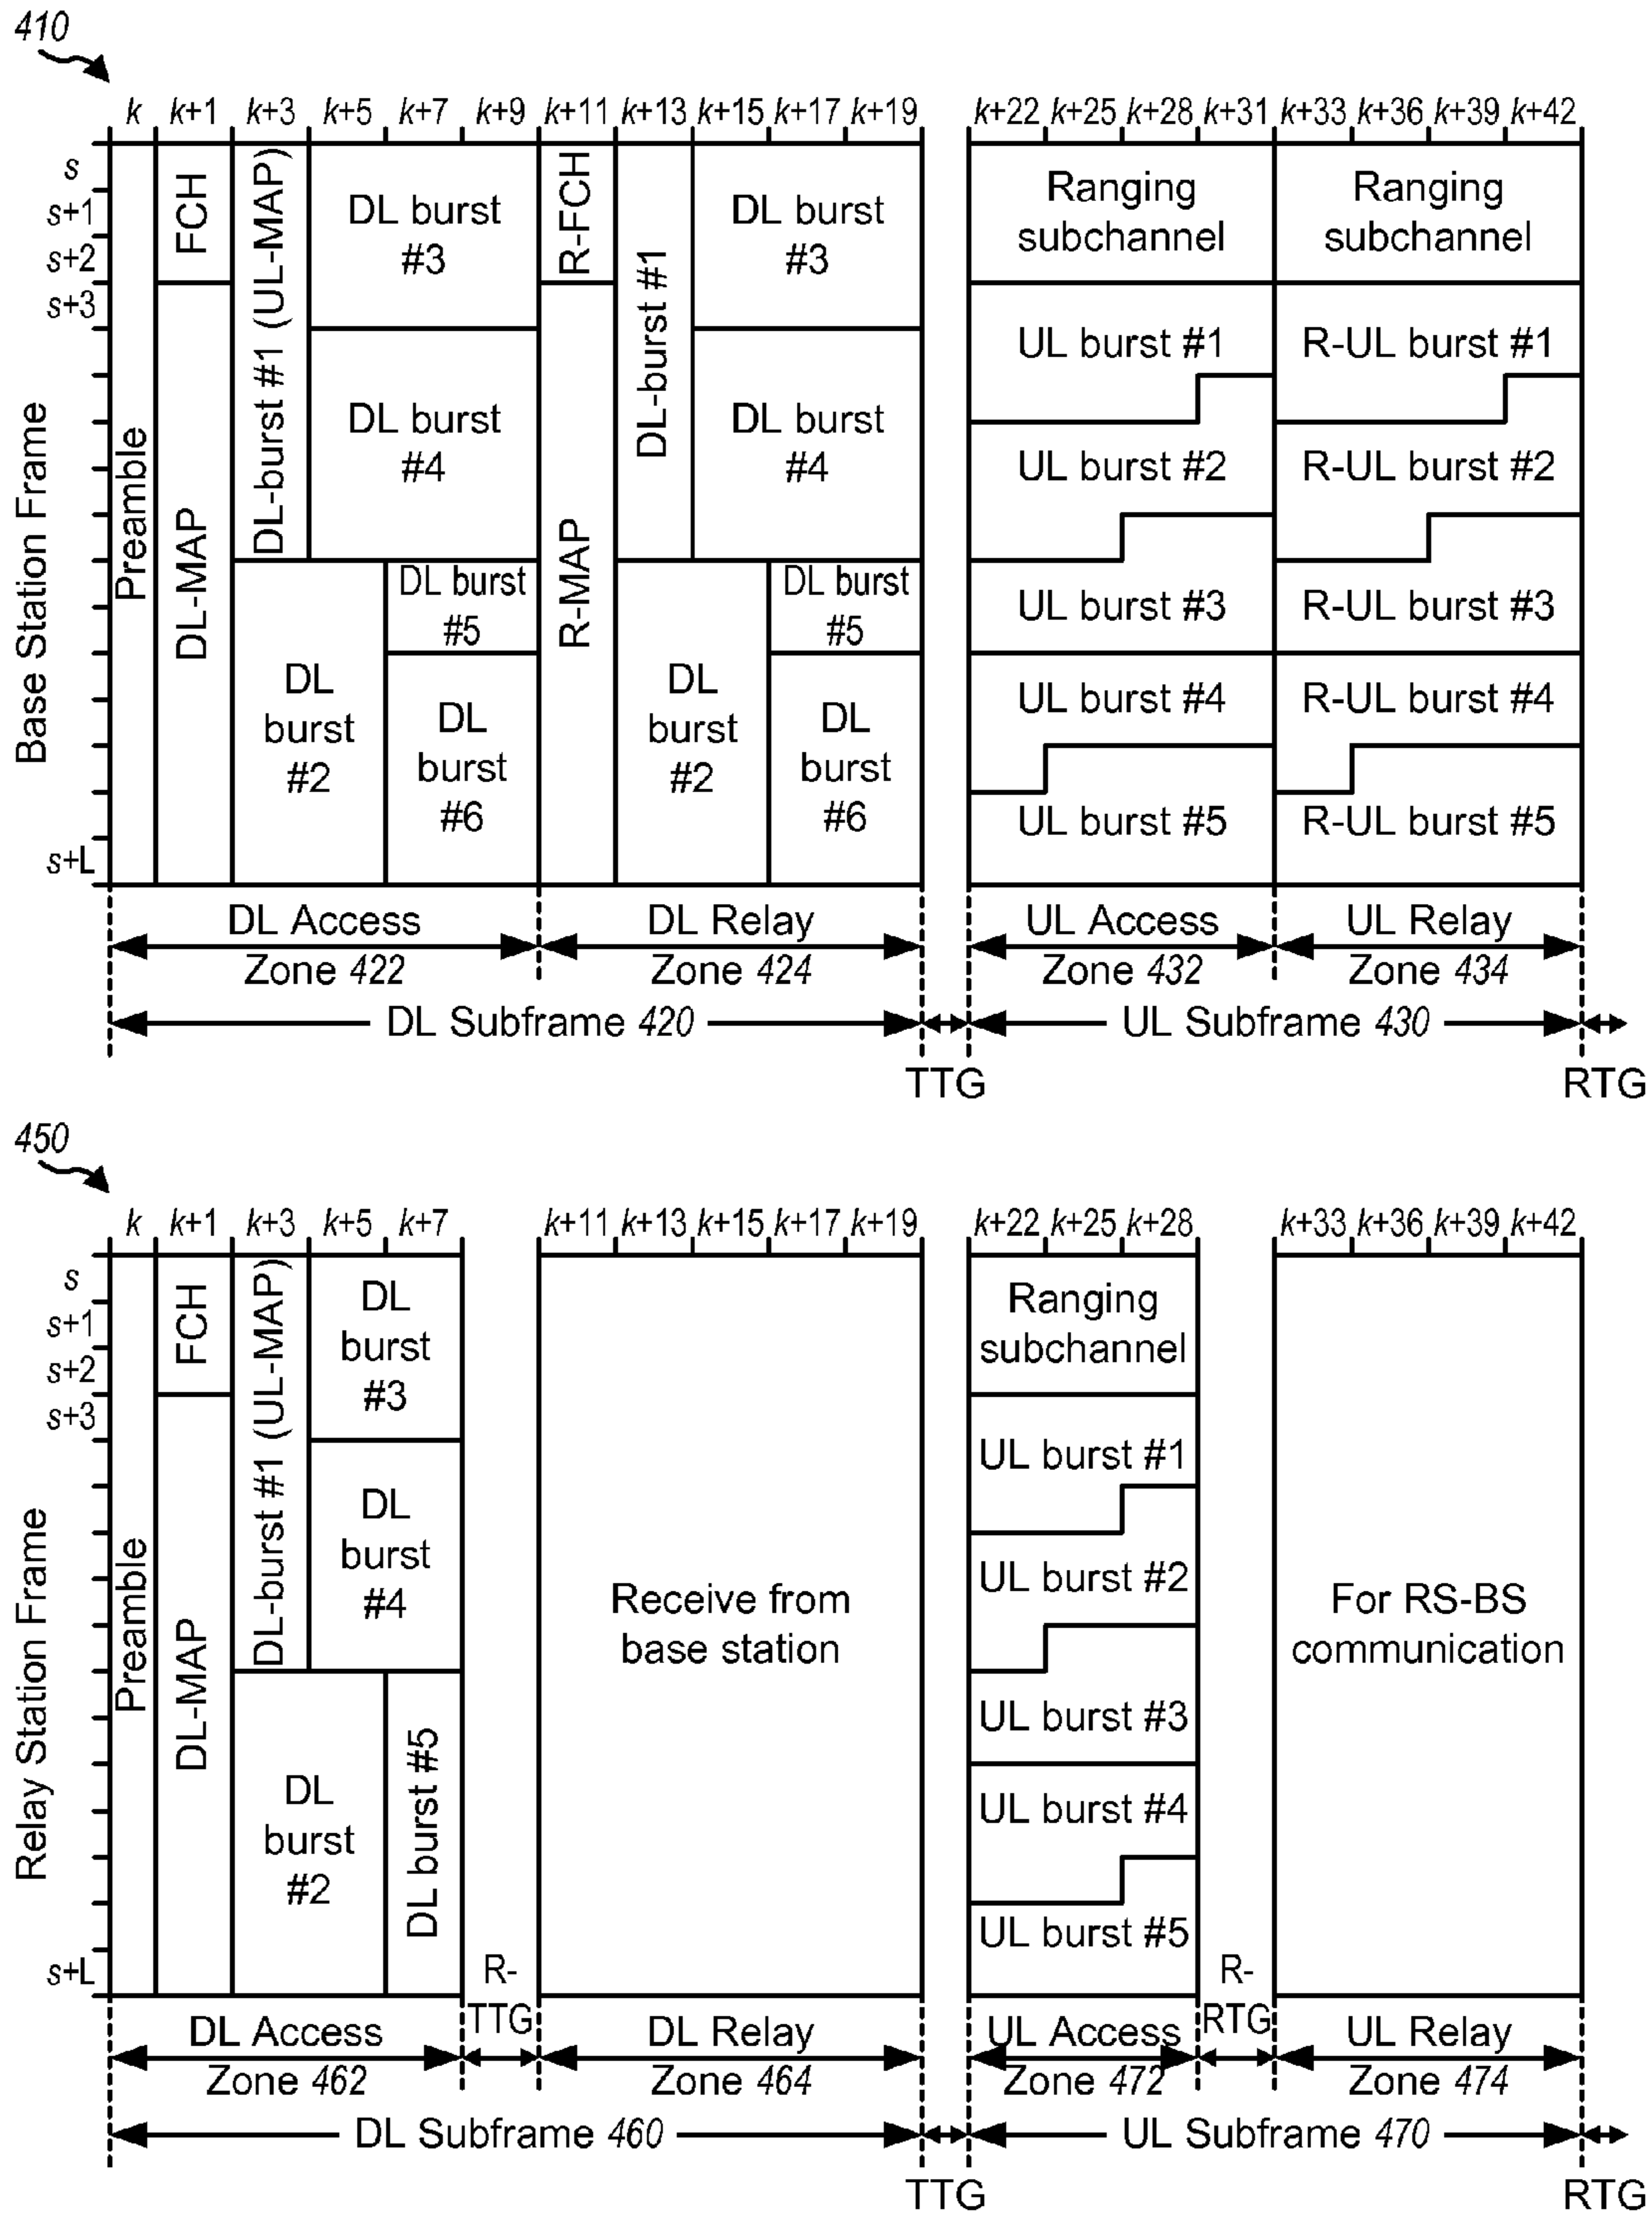 410
k k+1 k+3 k+5 k+7 k+9 k+11 k+13 k+15 k+17 k+19 k+22 k+25 k+28 k+31 k+33 k+36 k+39 k+42
s
s+1
s+2
s+3
s+L
Base Station Frame
Preamble
FCH
DL-MAP
DL-burst #1 (UL-MAP)
DL burst
#3
DL burst
#4
DL
burst
#2
DL burst
#5
DL
burst
#6
R-FCH
R-MAP
DL-burst #1
DL burst
#3
DL burst
#4
DL
burst
#2
DL burst
#5
DL
burst
#6
Ranging
subchannel
UL burst #1
UL burst #2
UL burst #3
UL burst #4
UL burst #5
Ranging
subchannel
R-UL burst #1
R-UL burst #2
R-UL burst #3
R-UL burst #4
R-UL burst #5
DL Access
Zone 422
DL Relay
Zone 424
UL Access
Zone 432
UL Relay
Zone 434
DL Subframe 420
UL Subframe 430
TTG
RTG
450
k k+1 k+3 k+5 k+7 k+11 k+13 k+15 k+17 k+19 k+22 k+25 k+28 k+33 k+36 k+39 k+42
s
s+1
s+2
s+3
s+L
Relay Station Frame
Preamble
FCH
DL-MAP
DL-burst #1 (UL-MAP)
DL
burst
#3
DL
burst
#4
DL
burst
#2
DL burst #5
R-
TTG
Receive from
base station
Ranging
subchannel
UL burst #1
UL burst #2
UL burst #3
UL burst #4
UL burst #5
R-
RTG
For RS-BS
communication
DL Access
Zone 462
DL Relay
Zone 464
UL Access
Zone 472
UL Relay
Zone 474
DL Subframe 460
UL Subframe 470
TTG
RTG